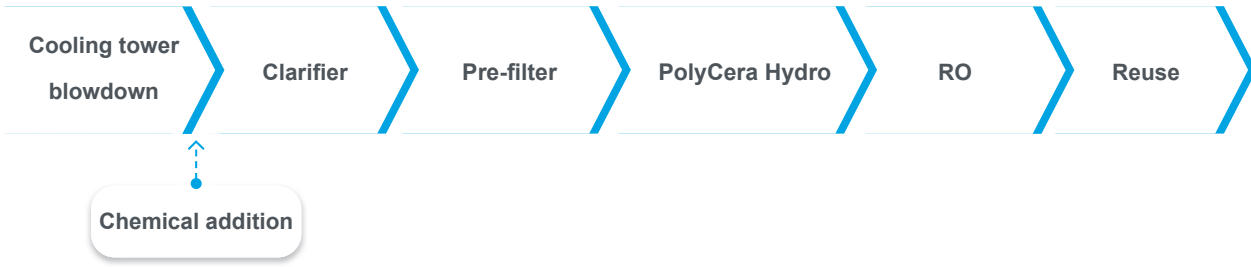 Cooling tower
blowdown
Clarifier
Pre-filter
PolyCera Hydro
RO
Reuse
Chemical addition